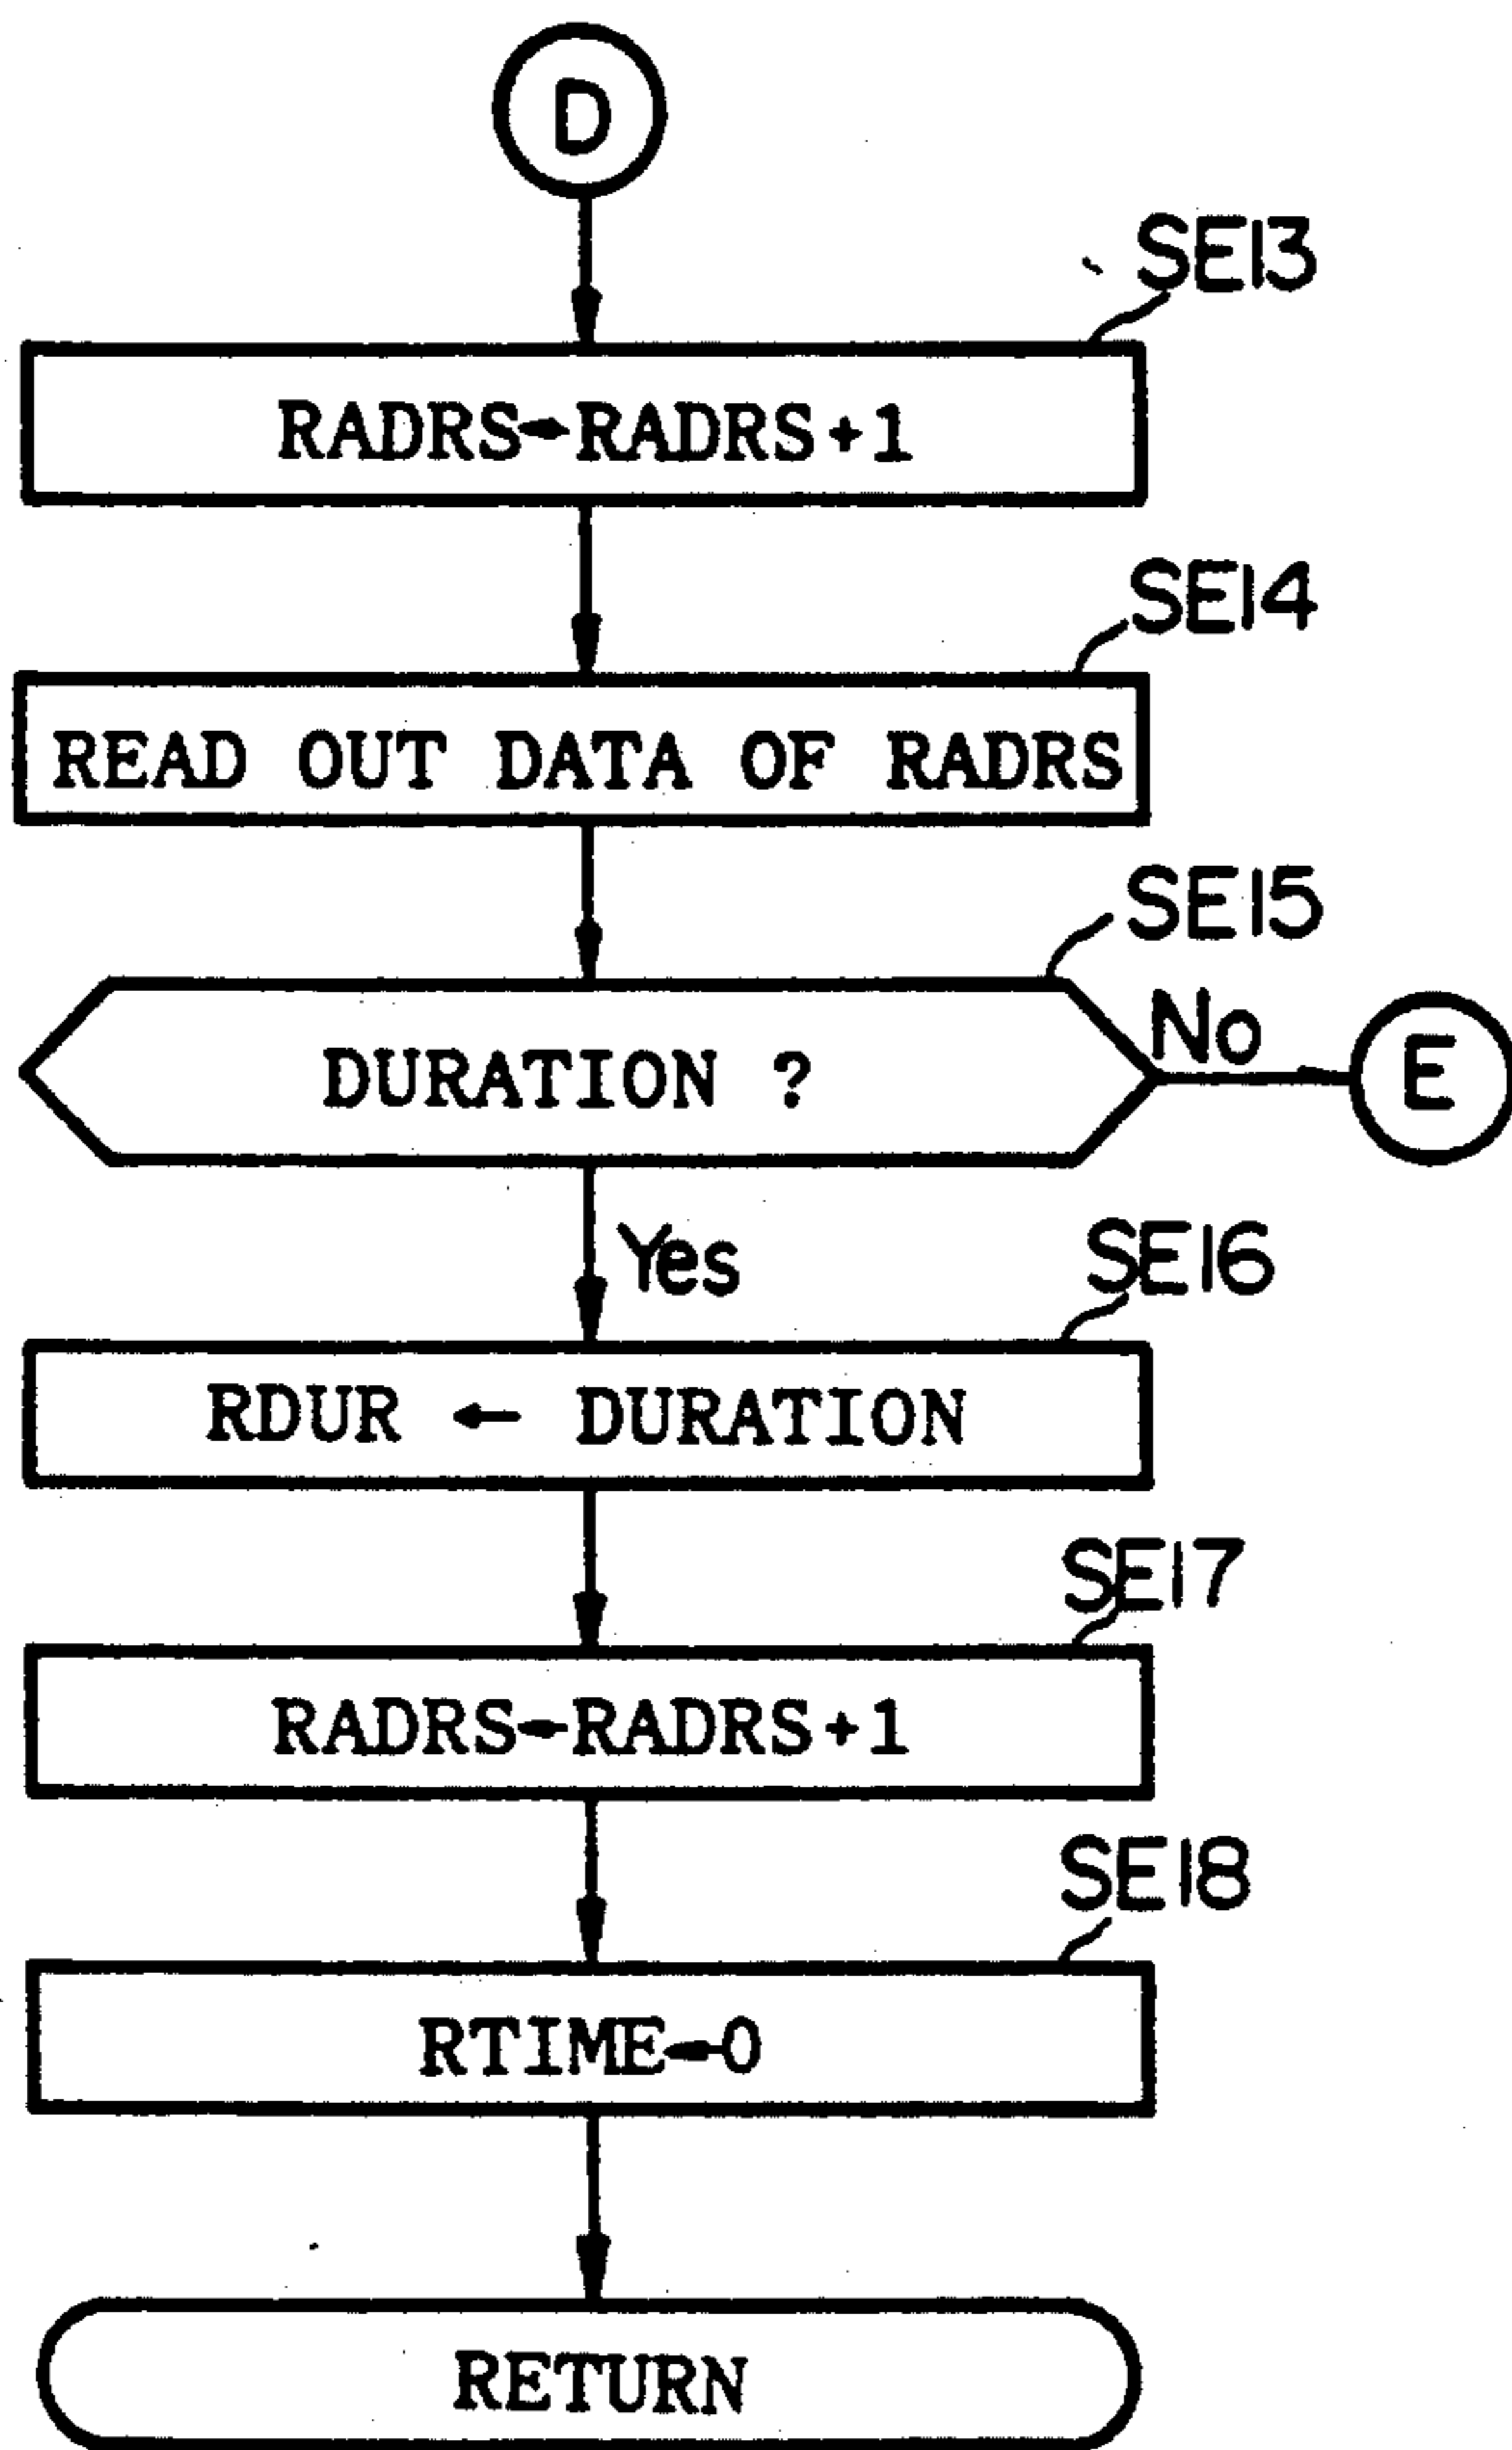 D
SE13
RADRS←RADRS+1
SE14
READ OUT DATA OF RADRS
SE15
DURATION ?
No
E
Yes
SE16
RDUR ← DURATION
SE17
RADRS←RADRS+1
SE18
RTIME←0
RETURN